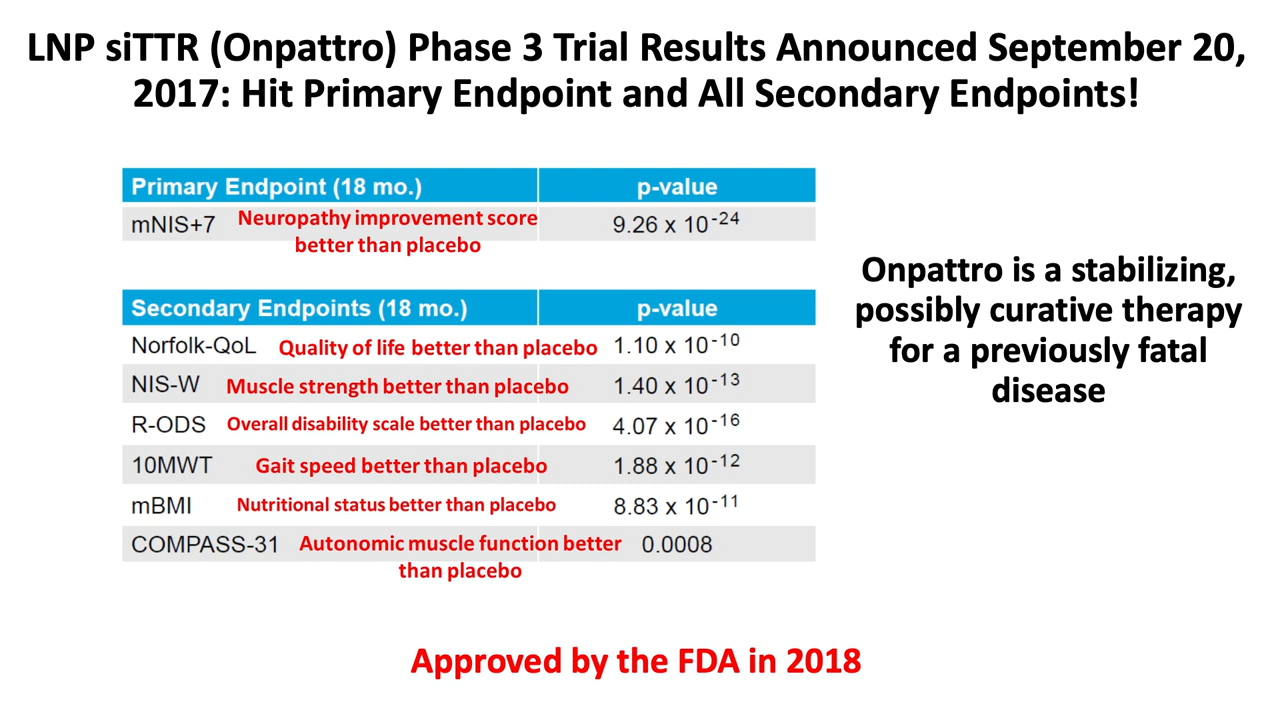 LNP siTTR (Onpattro) Phase 3 Trial Results Announced September 20,
2017: Hit Primary Endpoint and All Secondary Endpoints!
Primary Endpoint (18 mo.) p-value
mNIS+7 Neuropathy improvement score better than placebo 9.26 x 10⁻²⁴
Secondary Endpoints (18 mo.) p-value
Norfolk-QoL Quality of life better than placebo 1.10 x 10⁻¹⁰
NIS-W Muscle strength better than placebo 1.40 x 10⁻¹³
R-ODS Overall disability scale better than placebo 4.07 x 10⁻¹⁶
10MWT Gait speed better than placebo 1.88 x 10⁻¹²
mBMI Nutritional status better than placebo 8.83 x 10⁻¹¹
COMPASS-31 Autonomic muscle function better than placebo 0.0008
Onpattro is a stabilizing,
possibly curative therapy
for a previously fatal
disease
Approved by the FDA in 2018